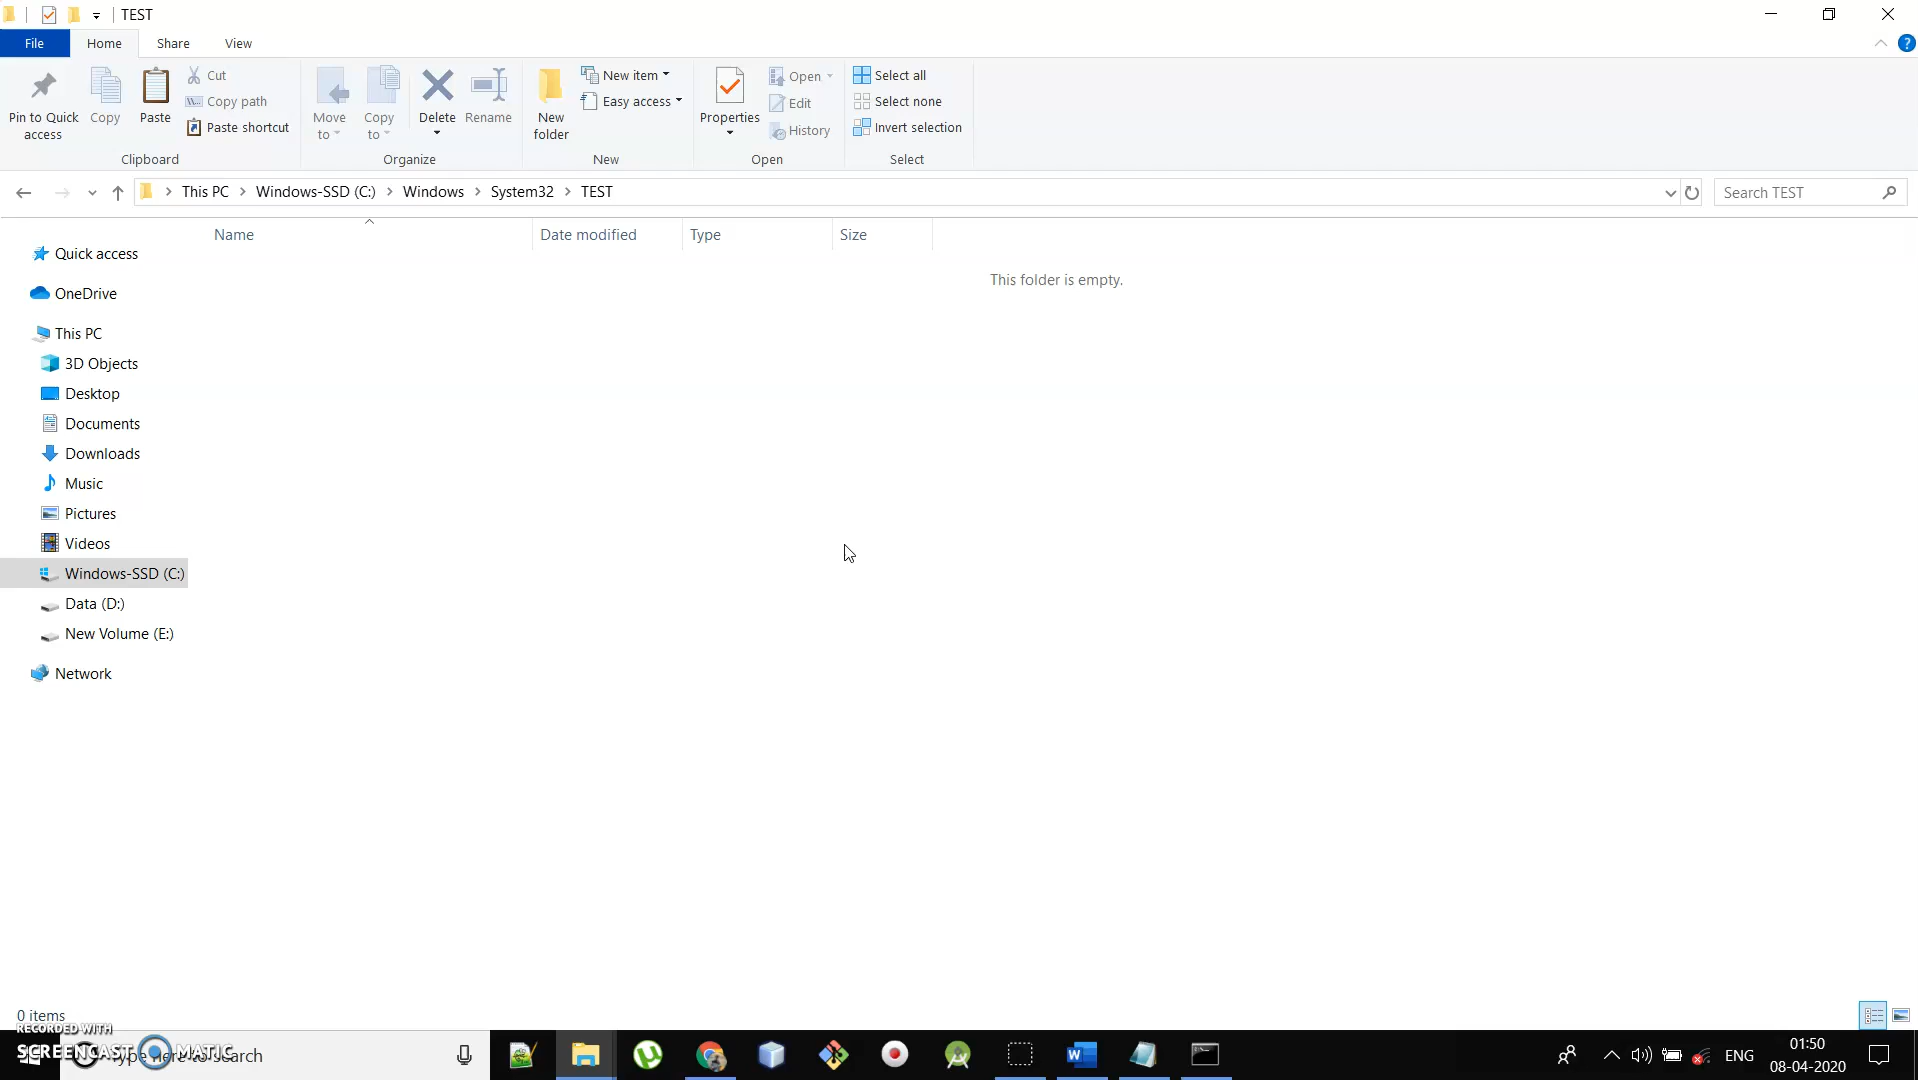 TEST
File Home Share View
Pin to Quick access
Copy
Paste
Cut
Copy path
Paste shortcut
Clipboard
Move to
Copy to
Delete
Rename
Organize
New folder
New item
Easy access
New
Properties
Open
Edit
History
Open
Select all
Select none
Invert selection
Select
This PC > Windows-SSD (C:) > Windows > System32 > TEST
Search TEST
Name Date modified Type Size
This folder is empty.
Quick access
OneDrive
This PC
3D Objects
Desktop
Documents
Downloads
Music
Pictures
Videos
Windows-SSD (C:)
Data (D:)
New Volume (E:)
Network
0 items
RECORDED WITH
SCREENCAST MATIC
Type here to search
ENG
01:50
08-04-2020